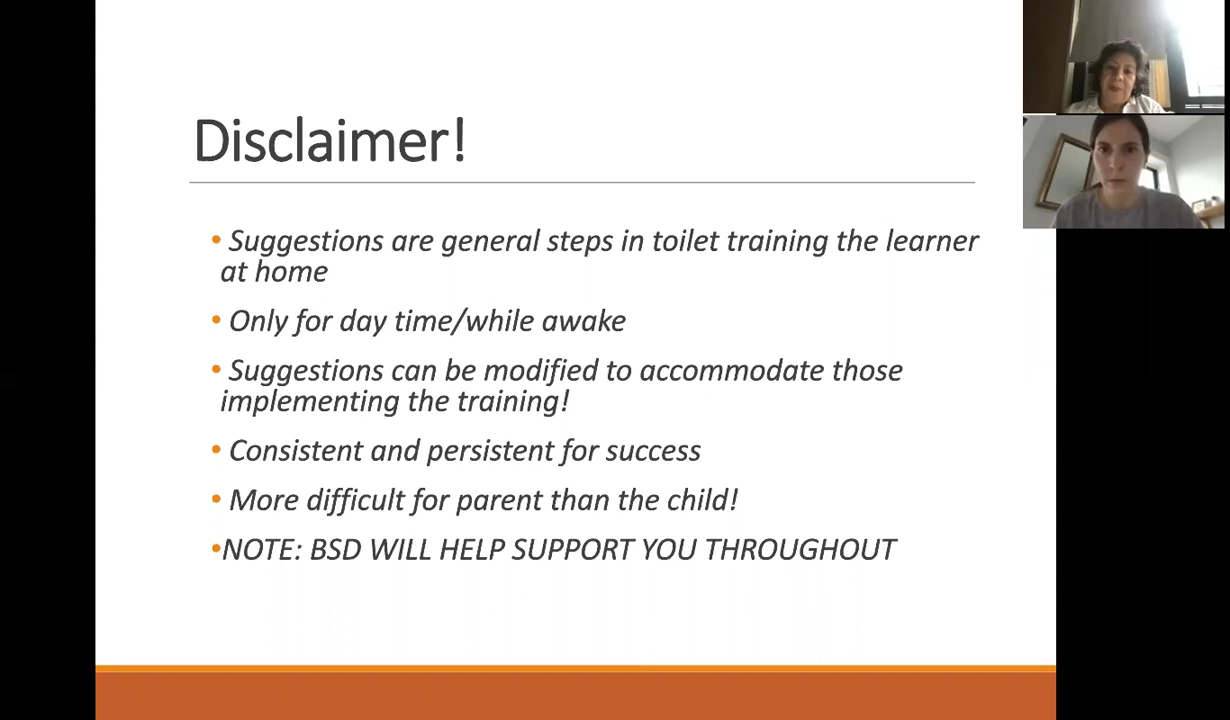 Disclaimer!
• Suggestions are general steps in toilet training the learner
at home
• Only for day time/while awake
• Suggestions can be modified to accommodate those
implementing the training!
• Consistent and persistent for success
• More difficult for parent than the child!
•NOTE: BSD WILL HELP SUPPORT YOU THROUGHOUT